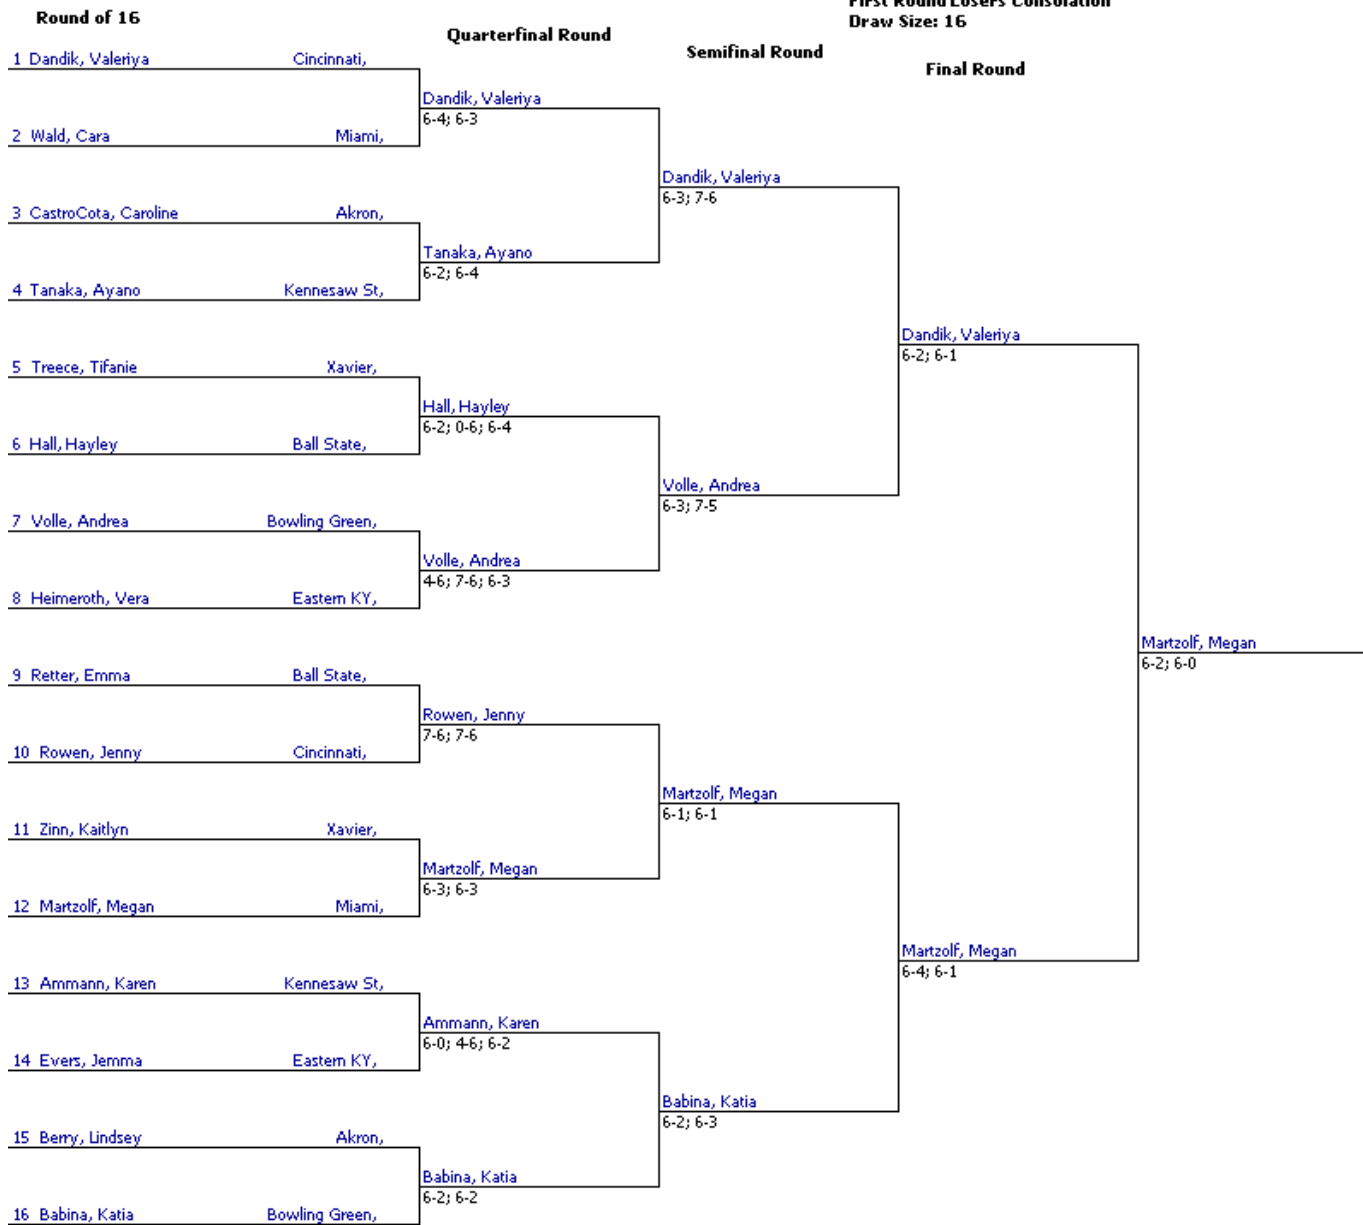 First Round Losers Consolation
Draw Size: 16
Round of 16
Quarterfinal Round
Semifinal Round
Final Round
1 Dandik, Valeriya Cincinnati,
Dandik, Valeriya
6-4; 6-3
2 Wald, Cara Miami,
Dandik, Valeriya
6-3; 7-6
3 CastroCota, Caroline Akron,
Tanaka, Ayano
6-2; 6-4
4 Tanaka, Ayano Kennesaw St,
Dandik, Valeriya
6-2; 6-1
5 Treece, Tifanie Xavier,
Hall, Hayley
6-2; 0-6; 6-4
6 Hall, Hayley Ball State,
Volle, Andrea
6-3; 7-5
7 Volle, Andrea Bowling Green,
Volle, Andrea
4-6; 7-6; 6-3
8 Heimeroth, Vera Eastern KY,
Martzolf, Megan
6-2; 6-0
9 Retter, Emma Ball State,
Rowen, Jenny
7-6; 7-6
10 Rowen, Jenny Cincinnati,
Martzolf, Megan
6-1; 6-1
11 Zinn, Kaitlyn Xavier,
Martzolf, Megan
6-3; 6-3
12 Martzolf, Megan Miami,
Martzolf, Megan
6-4; 6-1
13 Ammann, Karen Kennesaw St,
Ammann, Karen
6-0; 4-6; 6-2
14 Evers, Jemma Eastern KY,
Babina, Katia
6-2; 6-3
15 Berry, Lindsey Akron,
Babina, Katia
6-2; 6-2
16 Babina, Katia Bowling Green,